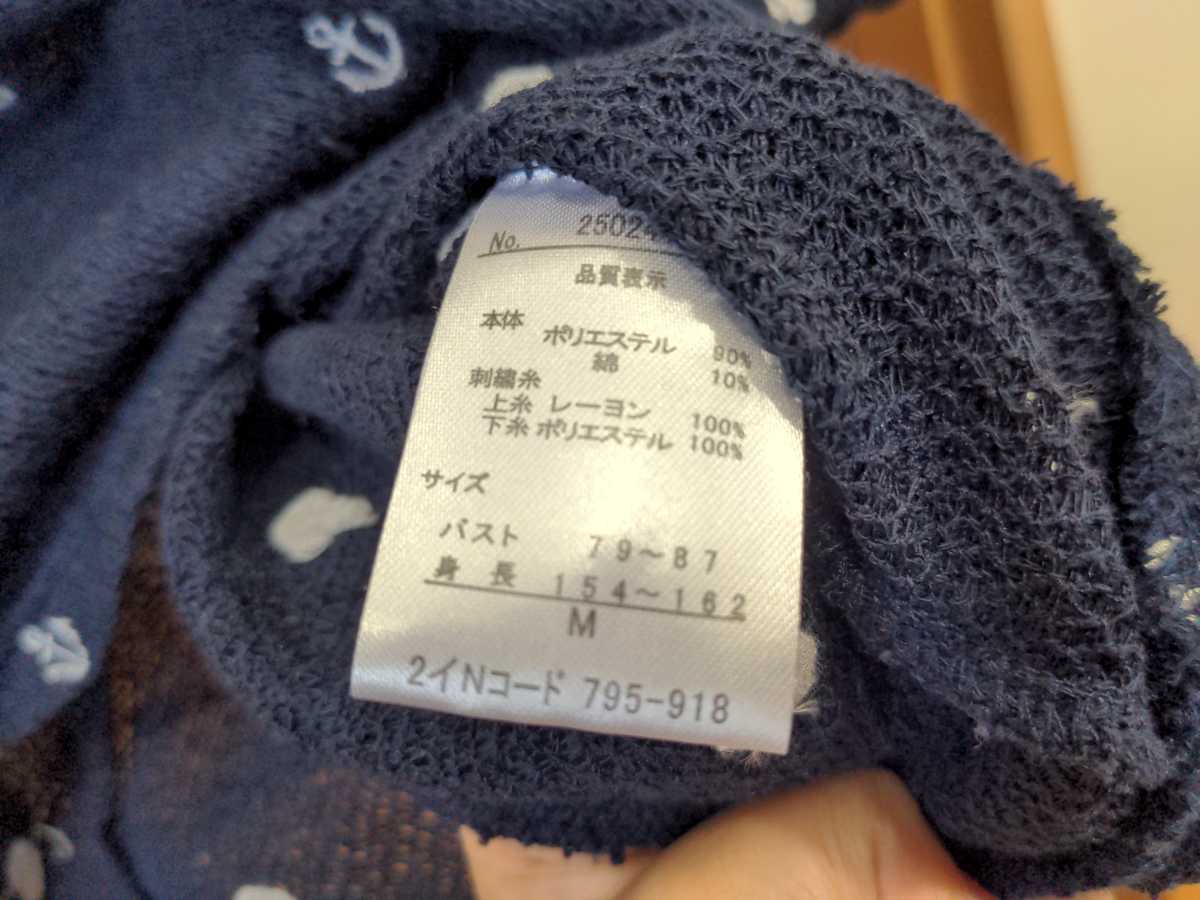 No. 25024
品質表示
本体
ポリエステル 90%
綿 10%
刺繍糸
上糸 レーヨン 100%
下糸 ポリエステル 100%
サイズ
バスト 79~87
身長 154~162
M
2イNコード 795-918